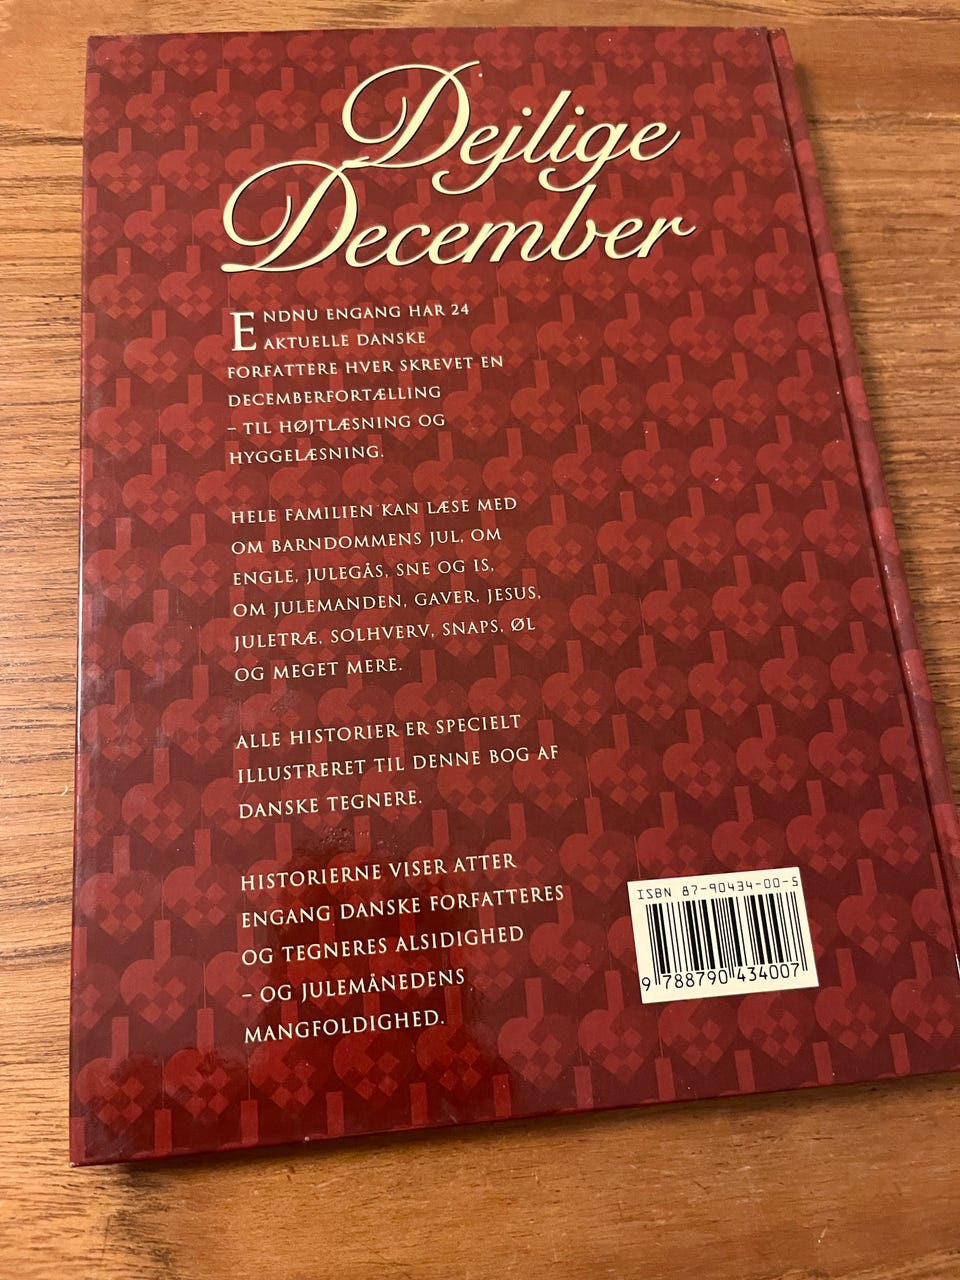 Dejlige
December
ENDNU ENGANG HAR 24
AKTUELLE DANSKE
FORFATTERE HVER SKREVET EN
DECEMBERFORTÆLLING
– TIL HØJTLÆSNING OG
HYGGELÆSNING.
HELE FAMILIEN KAN LÆSE MED
OM BARNDOMMENS JUL, OM
ENGLE, JULEGÅS, SNE OG IS,
OM JULEMANDEN, GAVER, JESUS,
JULETRÆ, SOLHVERV, SNAPS, ØL
OG MEGET MERE.
ALLE HISTORIER ER SPECIELT
ILLUSTRERET TIL DENNE BOG AF
DANSKE TEGNERE.
HISTORIERNE VISER ATTER
ENGANG DANSKE FORFATTERES
OG TEGNERES ALSIDIGHED
– OG JULEMÅNEDENS
MANGFOLDIGHED.
ISBN 87-90434-00-5
9 788790 434007